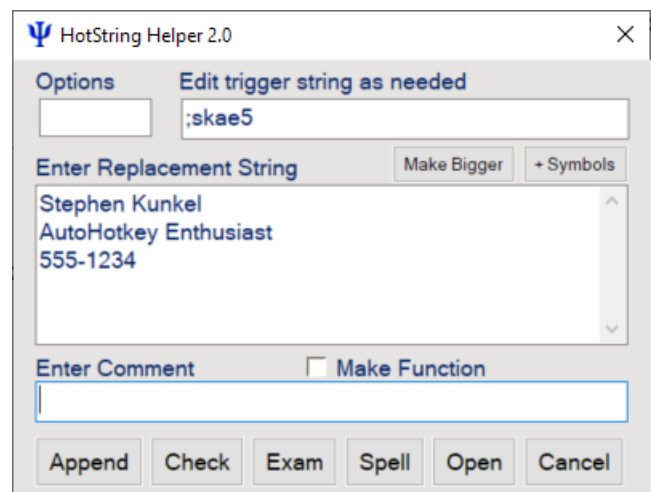 HotString Helper 2.0
Options Edit trigger string as needed
;skae5
Enter Replacement String Make Bigger + Symbols
Stephen Kunkel
AutoHotkey Enthusiast
555-1234
Enter Comment Make Function
Append Check Exam Spell Open Cancel